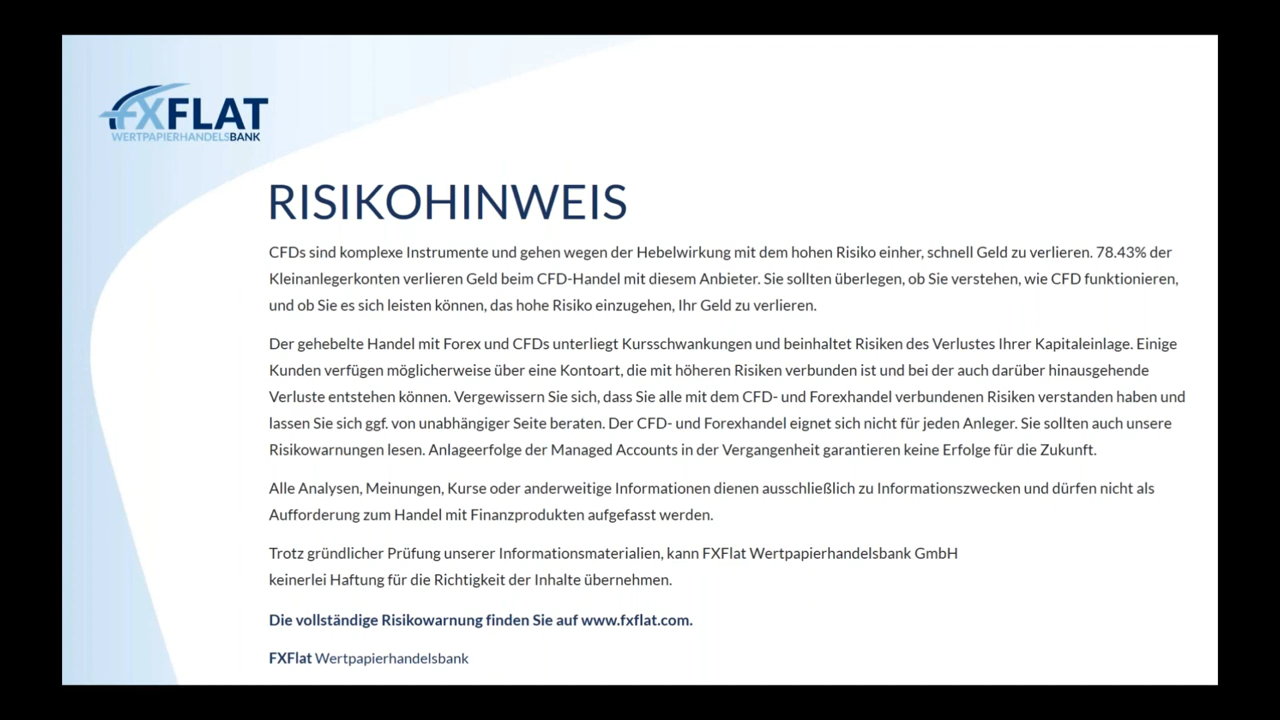 FXFLAT
WERTPAPIERHANDELSBANK
RISIKOHINWEIS
CFDs sind komplexe Instrumente und gehen wegen der Hebelwirkung mit dem hohen Risiko einher, schnell Geld zu verlieren. 78.43% der
Kleinanlegerkonten verlieren Geld beim CFD-Handel mit diesem Anbieter. Sie sollten überlegen, ob Sie verstehen, wie CFD funktionieren,
und ob Sie es sich leisten können, das hohe Risiko einzugehen, Ihr Geld zu verlieren.
Der gehebelte Handel mit Forex und CFDs unterliegt Kursschwankungen und beinhaltet Risiken des Verlustes Ihrer Kapitaleinlage. Einige
Kunden verfügen möglicherweise über eine Kontoart, die mit höheren Risiken verbunden ist und bei der auch darüber hinausgehende
Verluste entstehen können. Vergewissern Sie sich, dass Sie alle mit dem CFD- und Forexhandel verbundenen Risiken verstanden haben und
lassen Sie sich ggf. von unabhängiger Seite beraten. Der CFD- und Forexhandel eignet sich nicht für jeden Anleger. Sie sollten auch unsere
Risikowarnungen lesen. Anlageerfolge der Managed Accounts in der Vergangenheit garantieren keine Erfolge für die Zukunft.
Alle Analysen, Meinungen, Kurse oder anderweitige Informationen dienen ausschließlich zu Informationszwecken und dürfen nicht als
Aufforderung zum Handel mit Finanzprodukten aufgefasst werden.
Trotz gründlicher Prüfung unserer Informationsmaterialien, kann FXFlat Wertpapierhandelsbank GmbH
keinerlei Haftung für die Richtigkeit der Inhalte übernehmen.
Die vollständige Risikowarnung finden Sie auf www.fxflat.com.
FXFlat Wertpapierhandelsbank